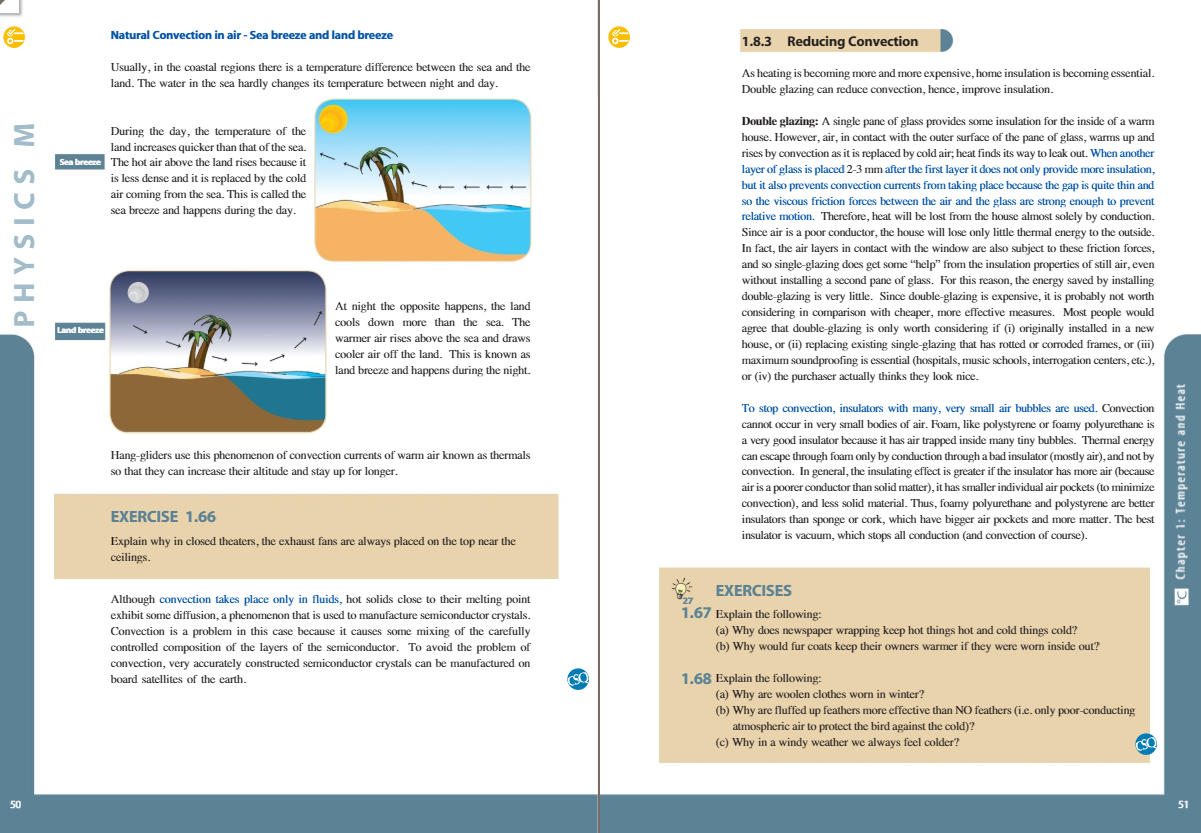 Natural Convection in air - Sea breeze and land breeze
Usually, in the coastal regions there is a temperature difference between the sea and the
land. The water in the sea hardly changes its temperature between night and day.
PHYSICS M
Sea breeze
During the day, the temperature of the
land increases quicker than that of the sea.
The hot air above the land rises because it
is less dense and it is replaced by the cold
air coming from the sea. This is called the
sea breeze and happens during the day.
Land breeze
At night the opposite happens, the land
cools down more than the sea. The
warmer air rises above the sea and draws
cooler air off the land. This is known as
land breeze and happens during the night.
Hang-gliders use this phenomenon of convection currents of warm air known as thermals
so that they can increase their altitude and stay up for longer.
EXERCISE 1.66
Explain why in closed theaters, the exhaust fans are always placed on the top near the
ceilings.
Although convection takes place only in fluids, hot solids close to their melting point
exhibit some diffusion, a phenomenon that is used to manufacture semiconductor crystals.
Convection is a problem in this case because it causes some mixing of the carefully
controlled composition of the layers of the semiconductor. To avoid the problem of
convection, very accurately constructed semiconductor crystals can be manufactured on
board satellites of the earth.
CSQ
50
1.8.3 Reducing Convection
As heating is becoming more and more expensive, home insulation is becoming essential.
Double glazing can reduce convection, hence, improve insulation.
Double glazing: A single pane of glass provides some insulation for the inside of a warm
house. However, air, in contact with the outer surface of the pane of glass, warms up and
rises by convection as it is replaced by cold air; heat finds its way to leak out. When another
layer of glass is placed 2-3 mm after the first layer it does not only provide more insulation,
but it also prevents convection currents from taking place because the gap is quite thin and
so the viscous friction forces between the air and the glass are strong enough to prevent
relative motion. Therefore, heat will be lost from the house almost solely by conduction.
Since air is a poor conductor, the house will lose only little thermal energy to the outside.
In fact, the air layers in contact with the window are also subject to these friction forces,
and so single-glazing does get some “help” from the insulation properties of still air, even
without installing a second pane of glass. For this reason, the energy saved by installing
double-glazing is very little. Since double-glazing is expensive, it is probably not worth
considering in comparison with cheaper, more effective measures. Most people would
agree that double-glazing is only worth considering if (i) originally installed in a new
house, or (ii) replacing existing single-glazing that has rotted or corroded frames, or (iii)
maximum soundproofing is essential (hospitals, music schools, interrogation centers, etc.),
or (iv) the purchaser actually thinks they look nice.
To stop convection, insulators with many, very small air bubbles are used. Convection
cannot occur in very small bodies of air. Foam, like polystyrene or foamy polyurethane is
a very good insulator because it has air trapped inside many tiny bubbles. Thermal energy
can escape through foam only by conduction through a bad insulator (mostly air), and not by
convection. In general, the insulating effect is greater if the insulator has more air (because
air is a poorer conductor than solid matter), it has smaller individual air pockets (to minimize
convection), and less solid material. Thus, foamy polyurethane and polystyrene are better
insulators than sponge or cork, which have bigger air pockets and more matter. The best
insulator is vacuum, which stops all conduction (and convection of course).
27
EXERCISES
1.67 Explain the following:
(a) Why does newspaper wrapping keep hot things hot and cold things cold?
(b) Why would fur coats keep their owners warmer if they were worn inside out?
1.68 Explain the following:
(a) Why are woolen clothes worn in winter?
(b) Why are fluffed up feathers more effective than NO feathers (i.e. only poor-conducting
atmospheric air to protect the bird against the cold)?
(c) Why in a windy weather we always feel colder?
CSQ
°C Chapter 1: Temperature and Heat
51